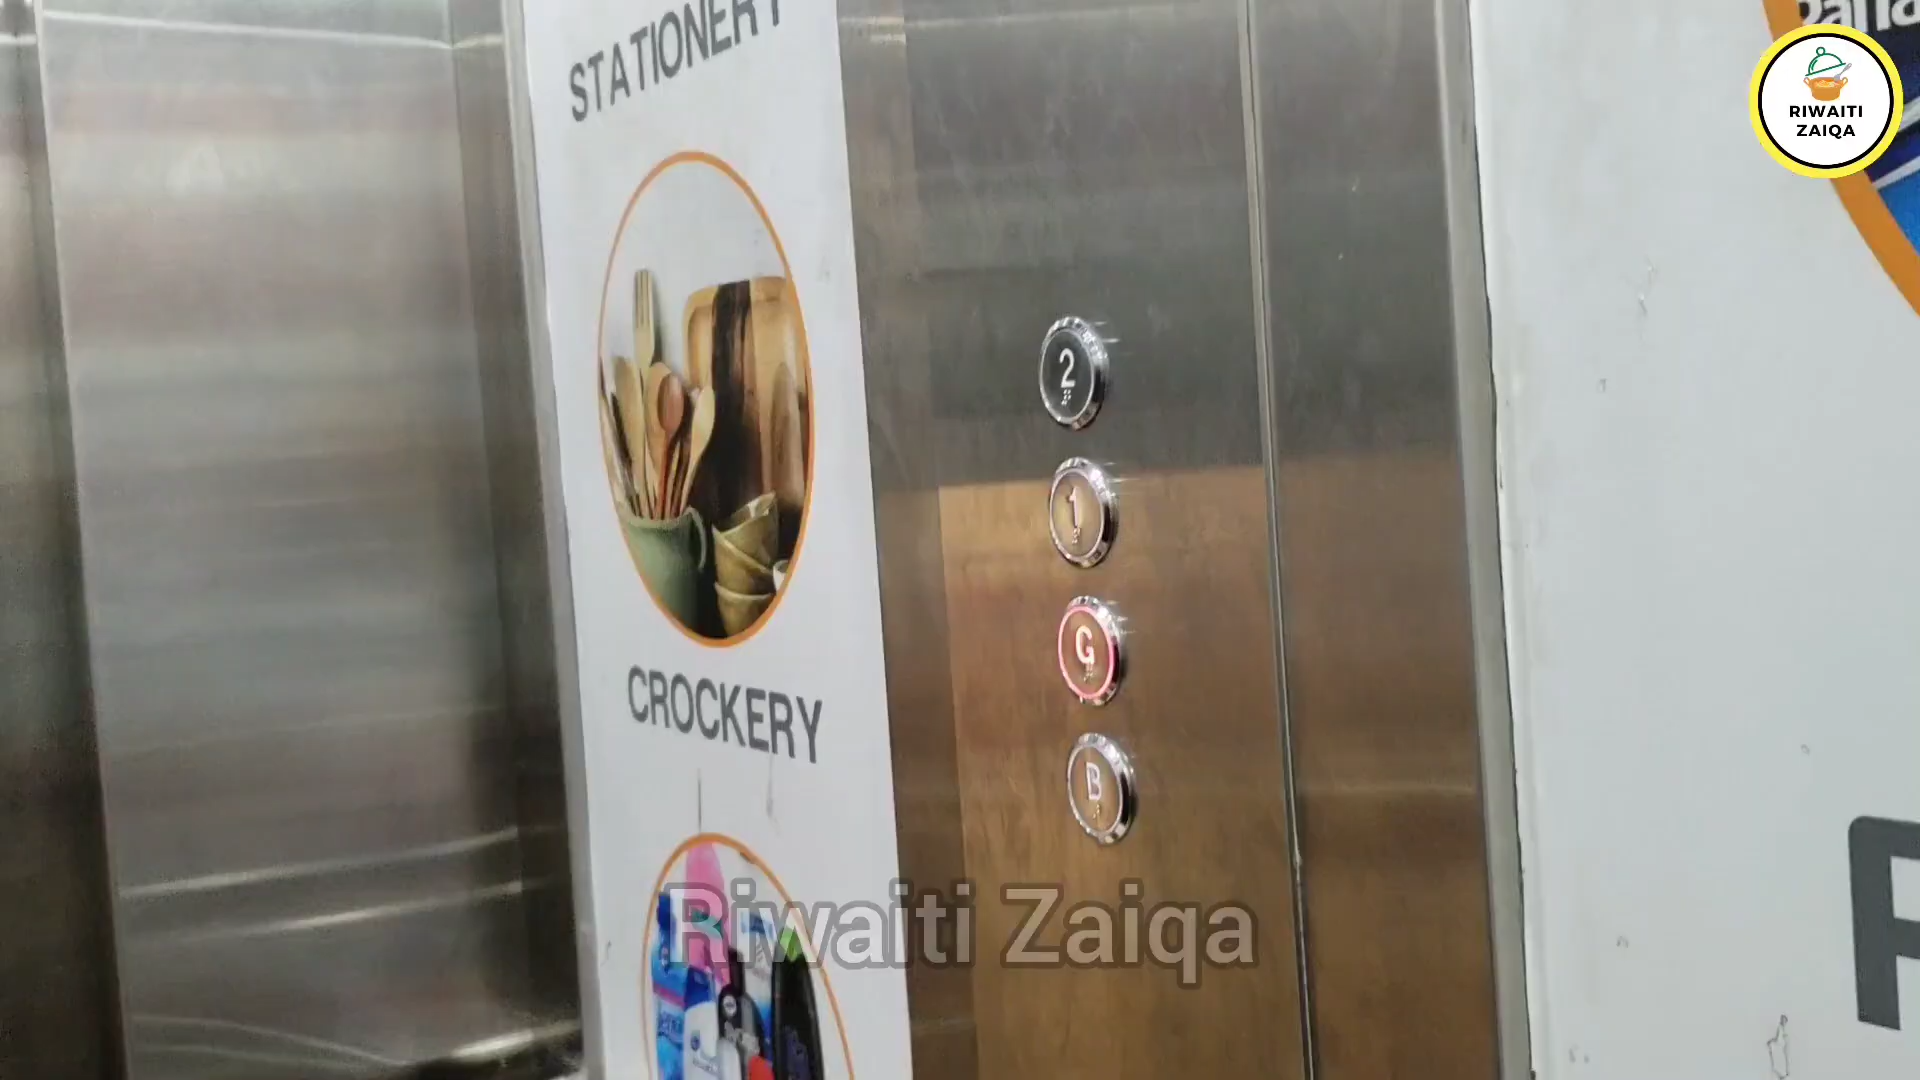 STATIONERY
CROCKERY
2
1
G
B
RIWAITI
ZAIQA
Riwaiti Zaiqa